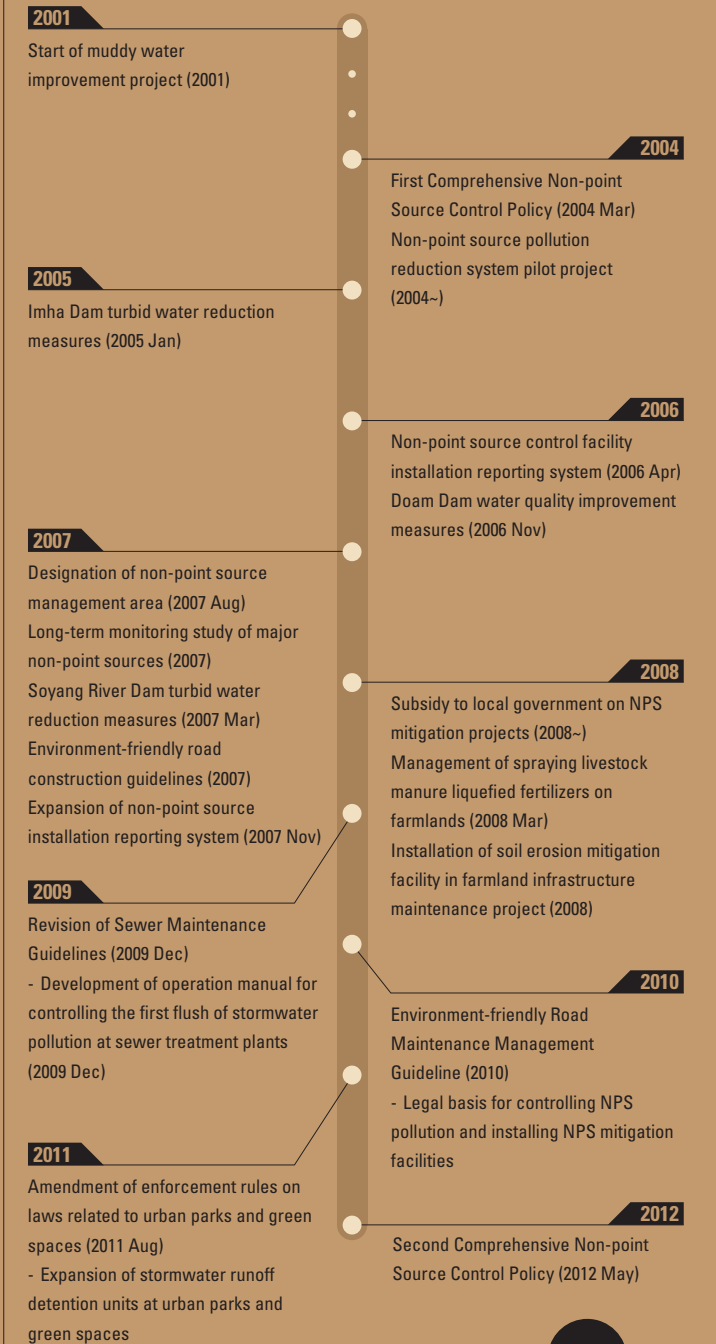 2001
Start of muddy water
improvement project (2001)
2004
First Comprehensive Non-point
Source Control Policy (2004 Mar)
Non-point source pollution
reduction system pilot project
(2004~)
2005
Imha Dam turbid water reduction
measures (2005 Jan)
2006
Non-point source control facility
installation reporting system (2006 Apr)
Doam Dam water quality improvement
measures (2006 Nov)
2007
Designation of non-point source
management area (2007 Aug)
Long-term monitoring study of major
non-point sources (2007)
Soyang River Dam turbid water
reduction measures (2007 Mar)
Environment-friendly road
construction guidelines (2007)
Expansion of non-point source
installation reporting system (2007 Nov)
2008
Subsidy to local government on NPS
mitigation projects (2008~)
Management of spraying livestock
manure liquefied fertilizers on
farmlands (2008 Mar)
Installation of soil erosion mitigation
facility in farmland infrastructure
maintenance project (2008)
2009
Revision of Sewer Maintenance
Guidelines (2009 Dec)
- Development of operation manual for
controlling the first flush of stormwater
pollution at sewer treatment plants
(2009 Dec)
2010
Environment-friendly Road
Maintenance Management
Guideline (2010)
- Legal basis for controlling NPS
pollution and installing NPS mitigation
facilities
2011
Amendment of enforcement rules on
laws related to urban parks and green
spaces (2011 Aug)
- Expansion of stormwater runoff
detention units at urban parks and
green spaces
2012
Second Comprehensive Non-point
Source Control Policy (2012 May)